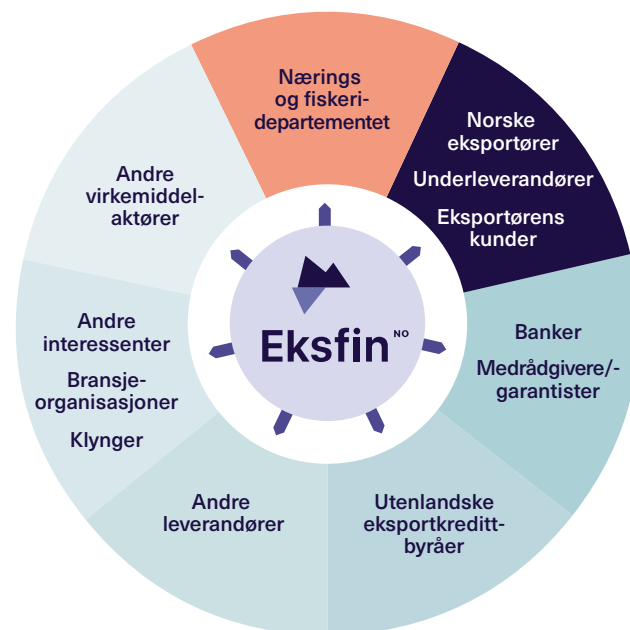 Nærings
og fiskeri-
departementet
Norske
eksportører
Underleverandører
Eksportørens
kunder
Banker
Medrådgivere/-
garantister
Utenlandske
eksportkreditt-
byråer
Andre
leverandører
Andre
interessenter
Bransje-
organisasjoner
Klynger
Andre
virkemiddel-
aktører
Eksfin NO